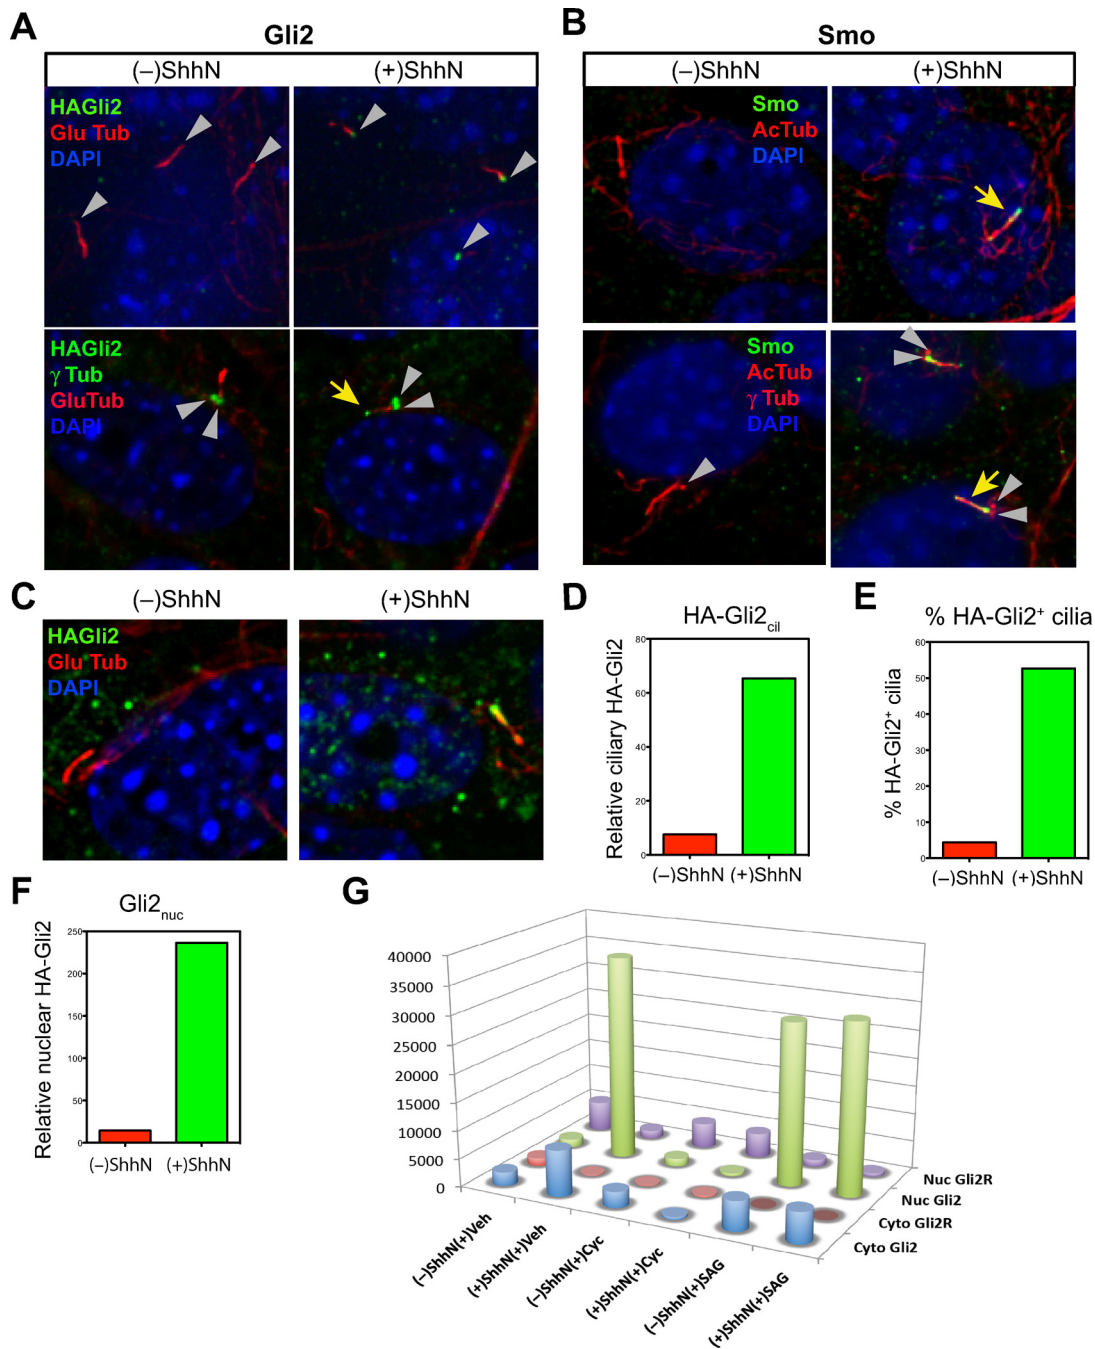 A
Gli2
(–)ShhN
(+)ShhN
HAGli2
Glu Tub
DAPI
HAGli2
γ Tub
GluTub
DAPI
B
Smo
(–)ShhN
(+)ShhN
Smo
AcTub
DAPI
Smo
AcTub
γ Tub
DAPI
C
(–)ShhN
(+)ShhN
HAGli2
Glu Tub
DAPI
D
HA-Gli2cil
Relative ciliary HA-Gli2
80
60
40
20
0
(–)ShhN
(+)ShhN
E
% HA-Gli2+ cilia
% HA-Gli2+ cilia
60
50
40
30
20
10
0
(–)ShhN
(+)ShhN
F
Gli2nuc
Relative nuclear HA-Gli2
250
200
150
100
50
0
(–)ShhN
(+)ShhN
G
40000
35000
30000
25000
20000
15000
10000
5000
0
(–)ShhN(+)Veh
(+)ShhN(+)Veh
(–)ShhN(+)Cyc
(+)ShhN(+)Cyc
(–)ShhN(+)SAG
(+)ShhN(+)SAG
Nuc Gli2R
Nuc Gli2
Cyto Gli2R
Cyto Gli2